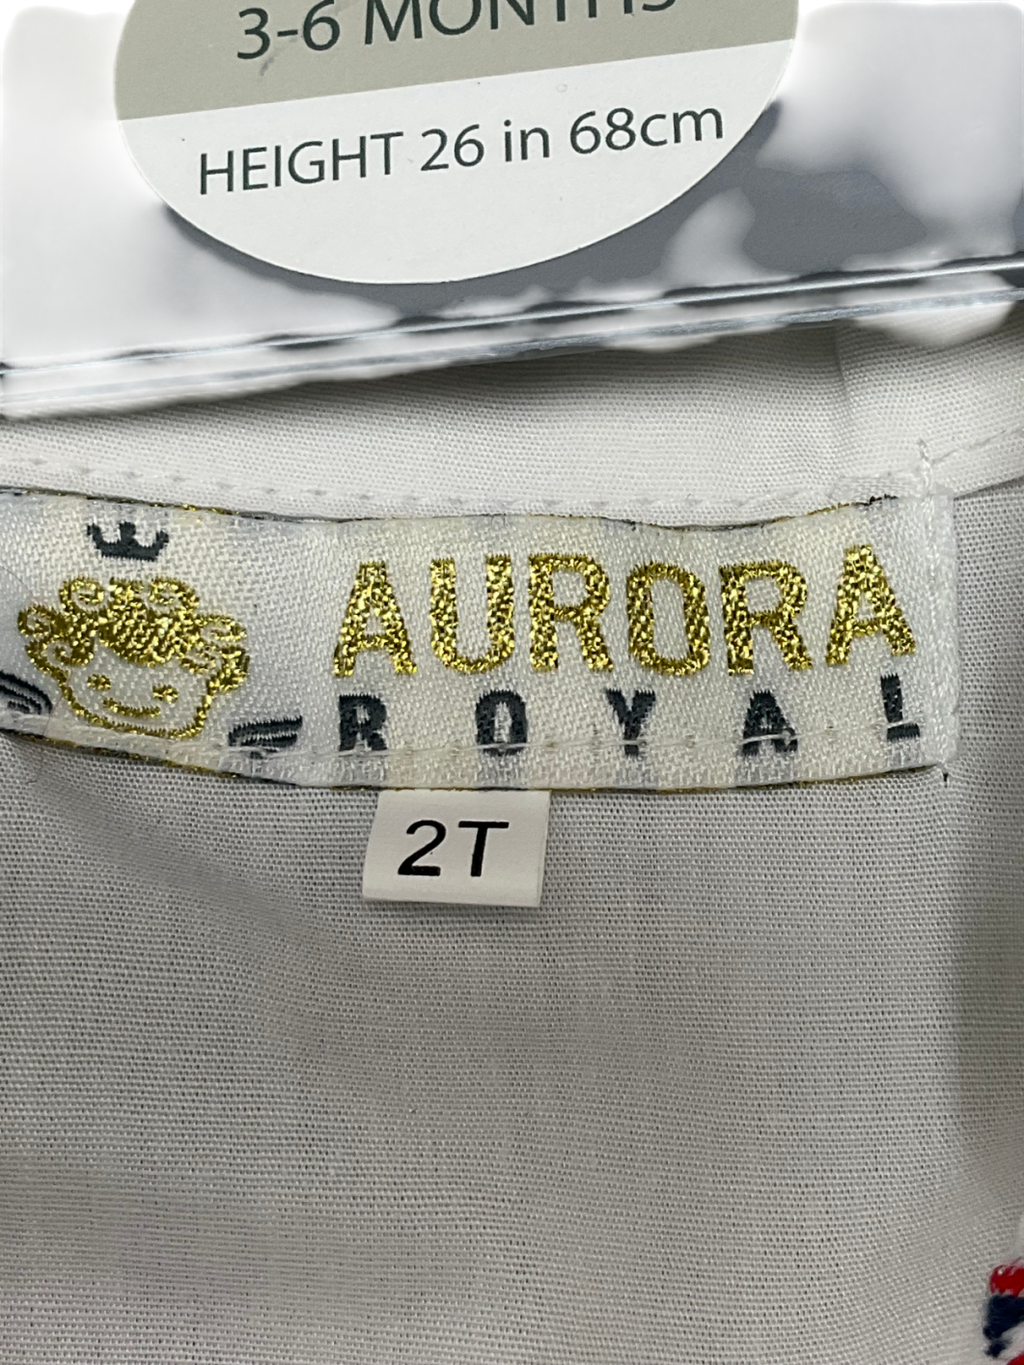 3-6 MONTHS
HEIGHT 26 in 68cm
AURORA
ROYAL
2T